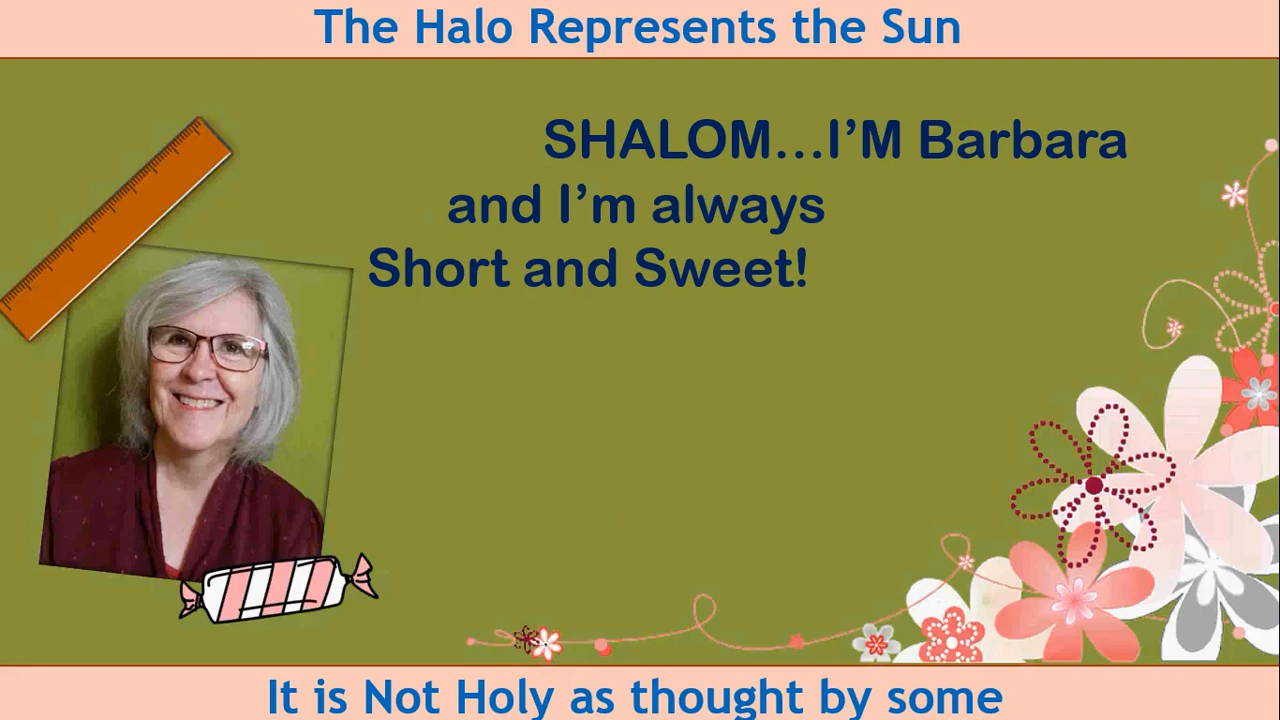 The Halo Represents the Sun
SHALOM...I’M Barbara
and I’m always
Short and Sweet!
It is Not Holy as thought by some